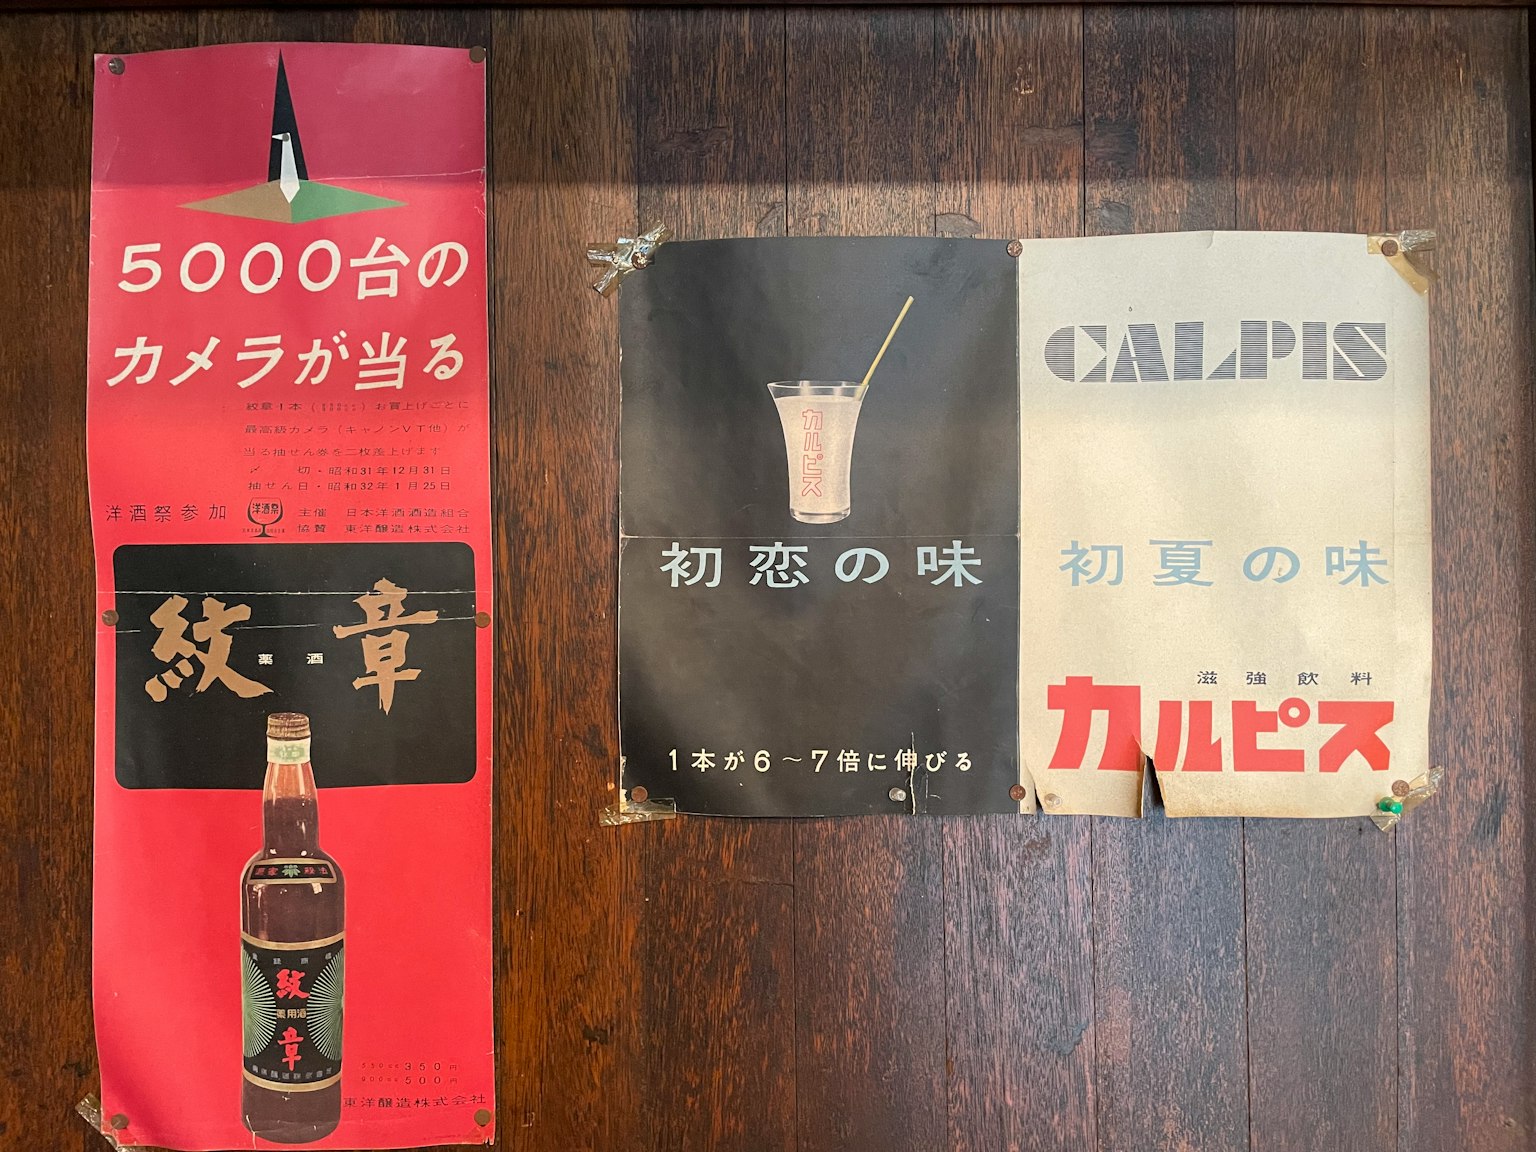 5000台の
カメラが当る
紋章1本(550cc)お買上げごとに
最高級カメラ(キャノンVT他)が
当る抽せん券を二枚差上げます
〆切・昭和31年12月31日
抽せん日・昭和32年1月25日
洋酒祭参加
洋酒祭
主催 日本洋酒酒造組合
協賛 東洋醸造株式会社
紋章
薬酒
紋
薬用酒
章
550cc 350円
900cc 500円
東洋醸造株式会社
カルピス
初恋の味
1本が6~7倍に伸びる
CALPIS
初夏の味
滋強飲料
カルピス